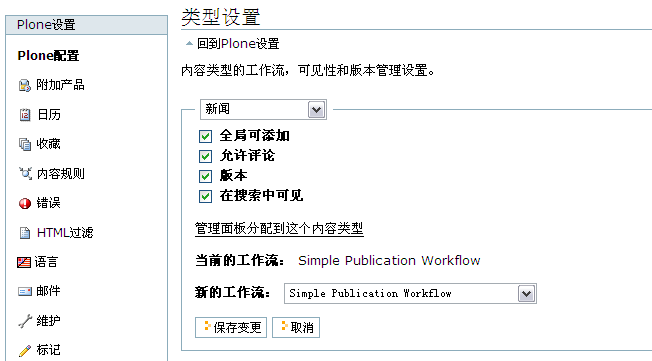 Plone设置
Plone配置
附加产品
日历
收藏
内容规则
错误
HTML过滤
语言
邮件
维护
标记
类型设置
回到Plone设置
内容类型的工作流，可见性和版本管理设置。
新闻
全局可添加
允许评论
版本
在搜索中可见
管理面板分配到这个内容类型
当前的工作流： Simple Publication Workflow
新的工作流： Simple Publication Workflow
保存变更 取消